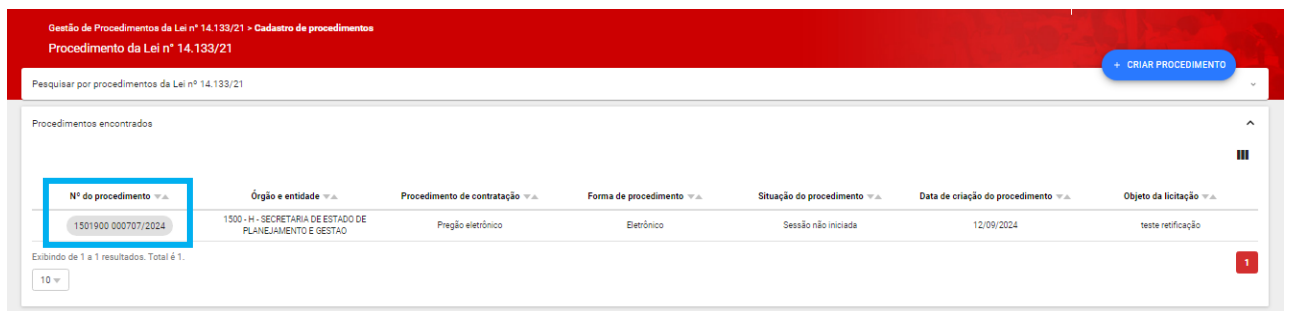 Gestão de Procedimentos da Lei n° 14.133/21 > Cadastro de procedimentos
Procedimento da Lei n° 14.133/21
+ CRIAR PROCEDIMENTO
Pesquisar por procedimentos da Lei nº 14.133/21
Procedimentos encontrados
Nº do procedimento Órgão e entidade Procedimento de contratação Forma de procedimento Situação do procedimento Data de criação do procedimento Objeto da licitação
1501900 000707/2024 1500 - H - SECRETARIA DE ESTADO DE PLANEJAMENTO E GESTAO Pregão eletrônico Eletrônico Sessão não iniciada 12/09/2024 teste retificação
Exibindo de 1 a 1 resultados. Total é 1.
1
10